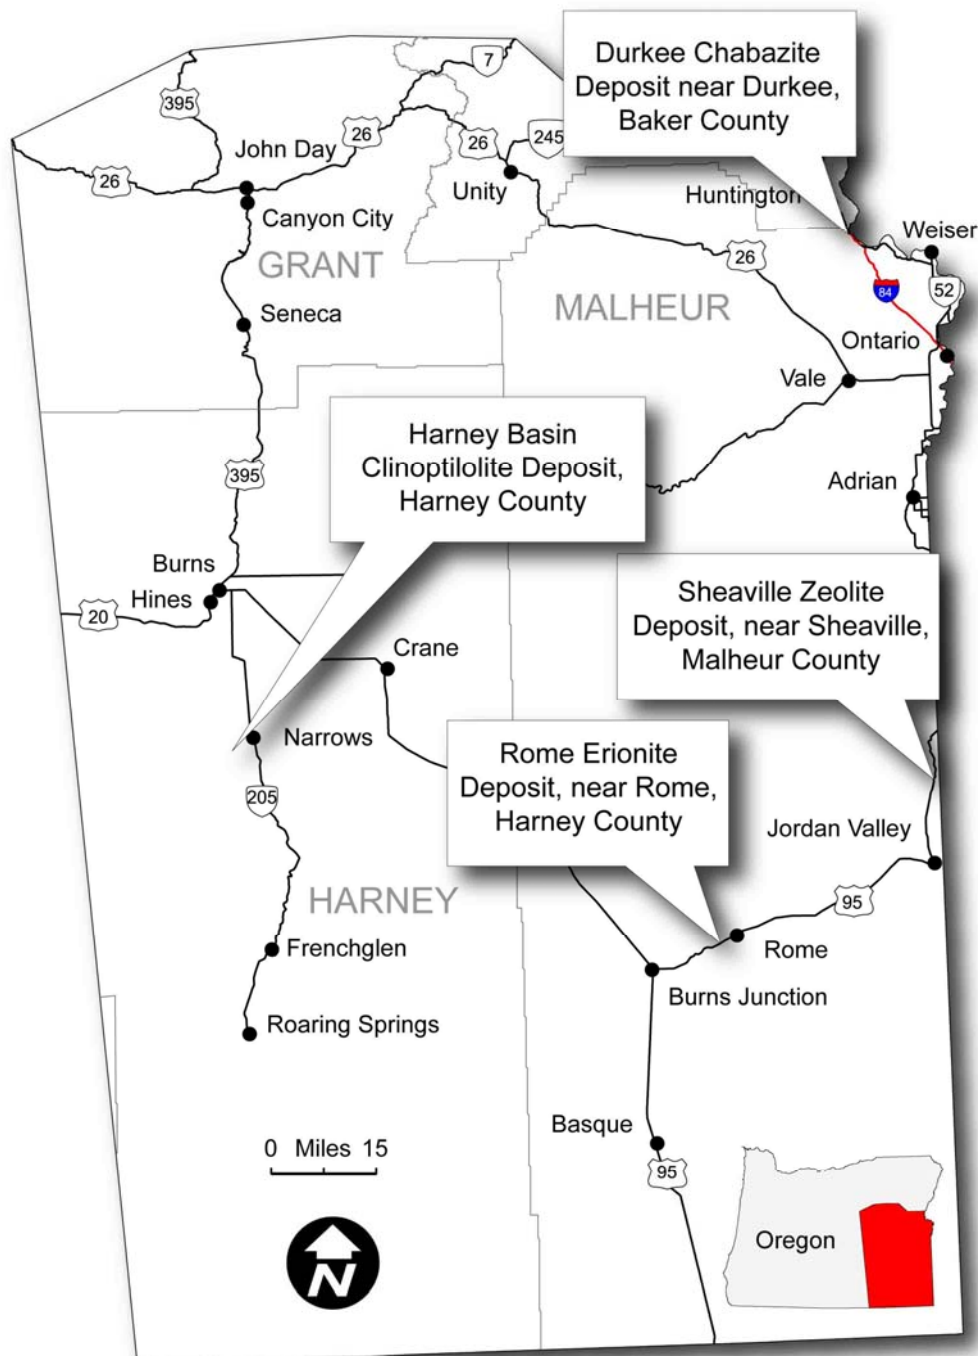 Durkee Chabazite
Deposit near Durkee,
Baker County
7
395
26
John Day
26
245
26
Unity
Huntington
Canyon City
Weiser
GRANT
26
84
52
MALHEUR
Seneca
Ontario
Vale
Harney Basin
Clinoptilolite Deposit,
Harney County
395
Adrian
Burns
Hines
20
Sheaville Zeolite
Deposit, near Sheaville,
Malheur County
Crane
Narrows
Rome Erionite
Deposit, near Rome,
Harney County
205
Jordan Valley
HARNEY
95
Frenchglen
Rome
Burns Junction
Roaring Springs
Basque
0 Miles 15
95
Oregon
N